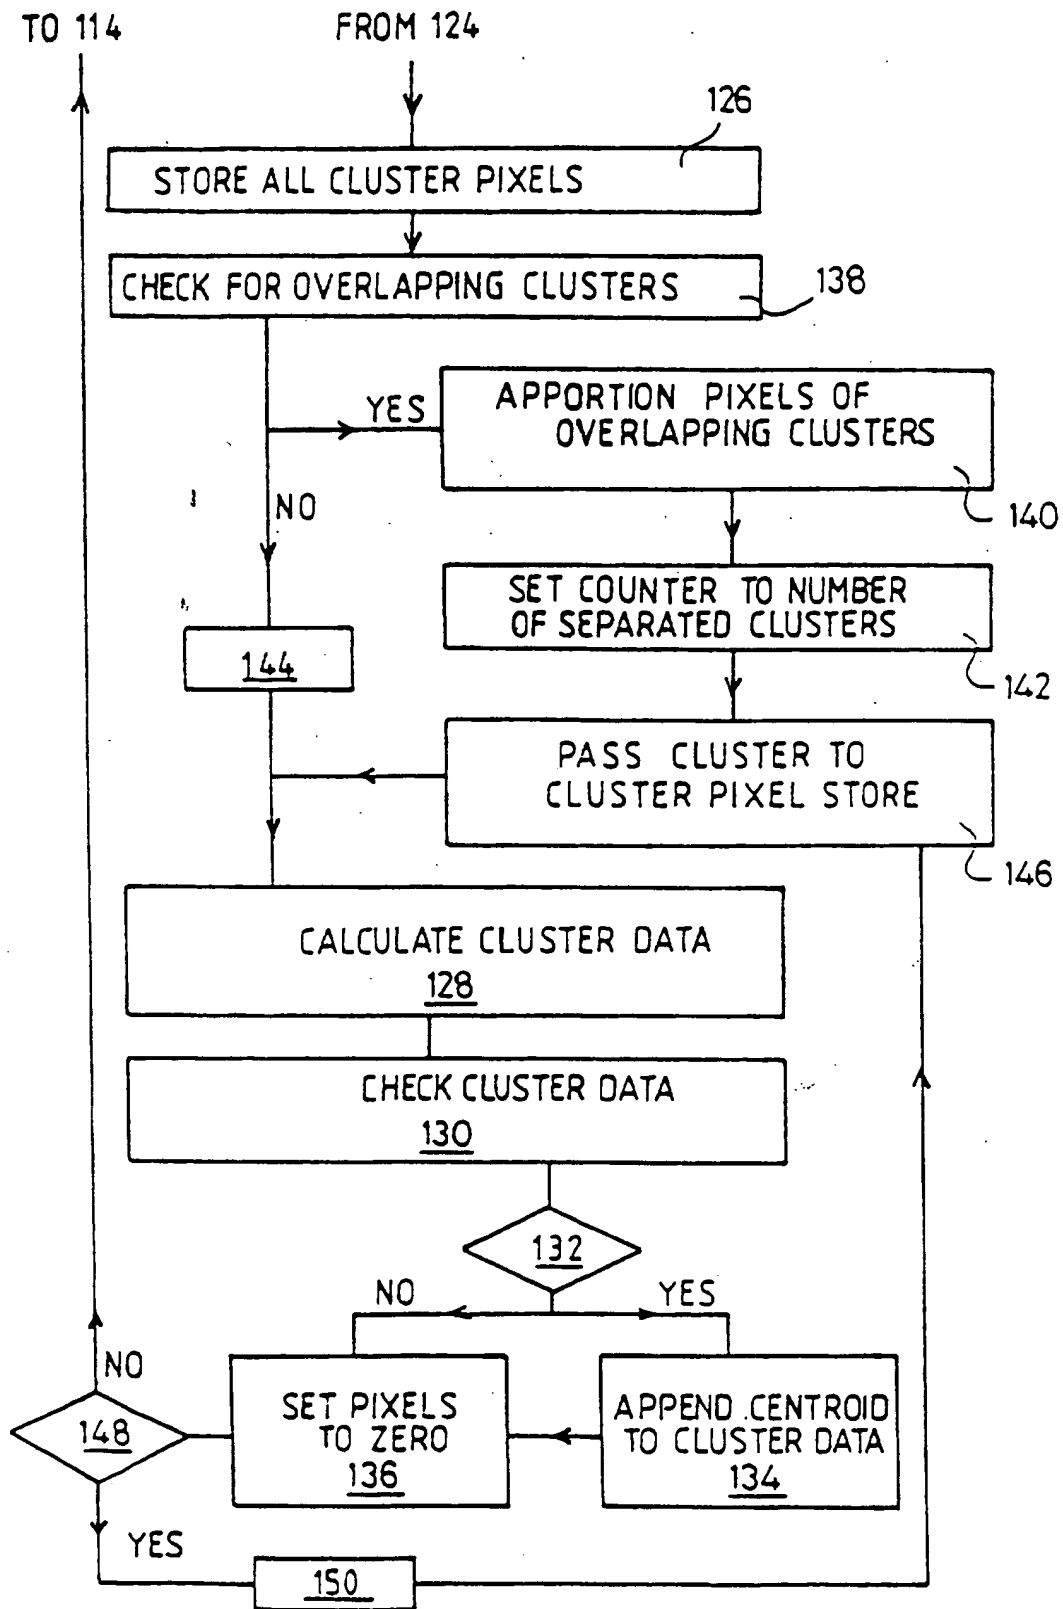 TO 114
FROM 124
126
STORE ALL CLUSTER PIXELS
CHECK FOR OVERLAPPING CLUSTERS
138
YES
APPORTION PIXELS OF
OVERLAPPING CLUSTERS
140
NO
SET COUNTER TO NUMBER
OF SEPARATED CLUSTERS
142
144
PASS CLUSTER TO
CLUSTER PIXEL STORE
146
CALCULATE CLUSTER DATA
128
CHECK CLUSTER DATA
130
132
NO
YES
NO
SET PIXELS
TO ZERO
136
APPEND .CENTROID
TO CLUSTER DATA
134
148
YES
150